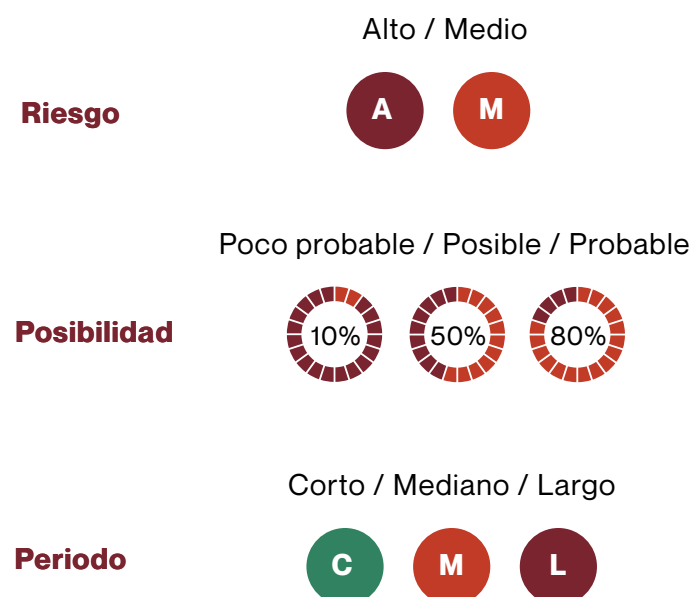 Alto / Medio
Riesgo
A M
Poco probable / Posible / Probable
Posibilidad
10% 50% 80%
Corto / Mediano / Largo
Periodo
C M L